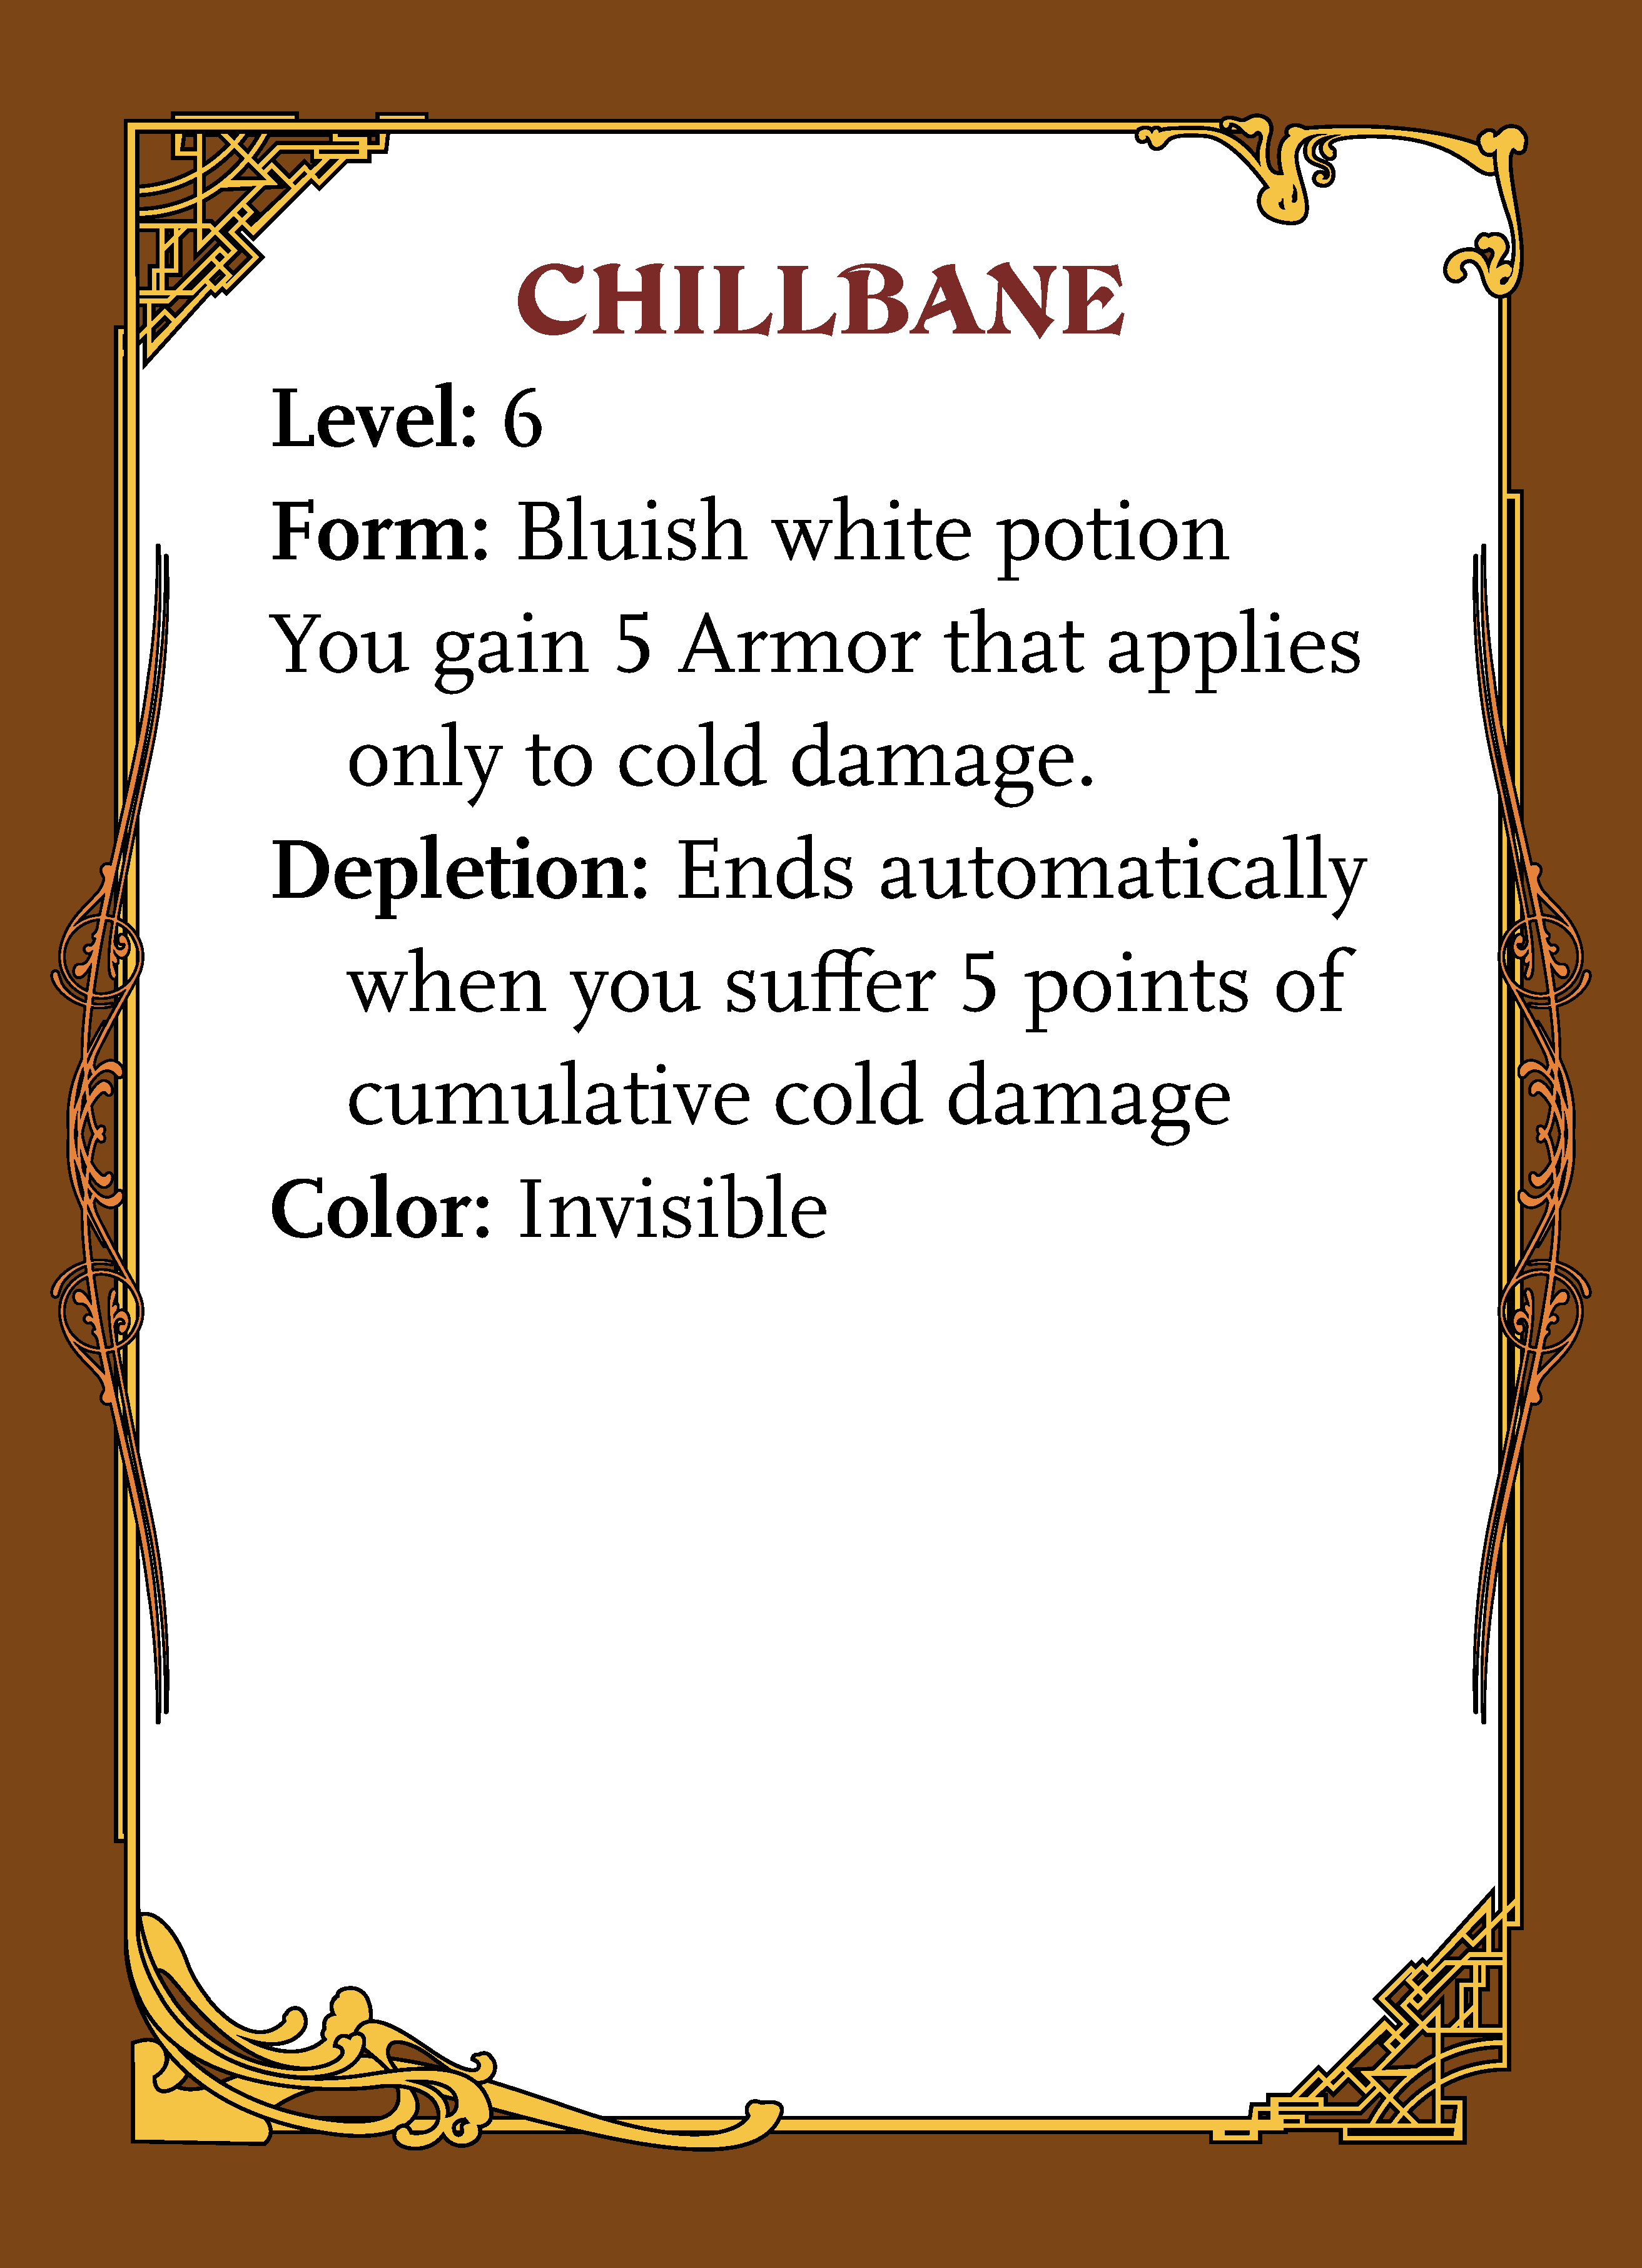 CHILLBANE
Level: 6
Form: Bluish white potion
You gain 5 Armor that applies
only to cold damage.
Depletion: Ends automatically
when you suffer 5 points of
cumulative cold damage
Color: Invisible